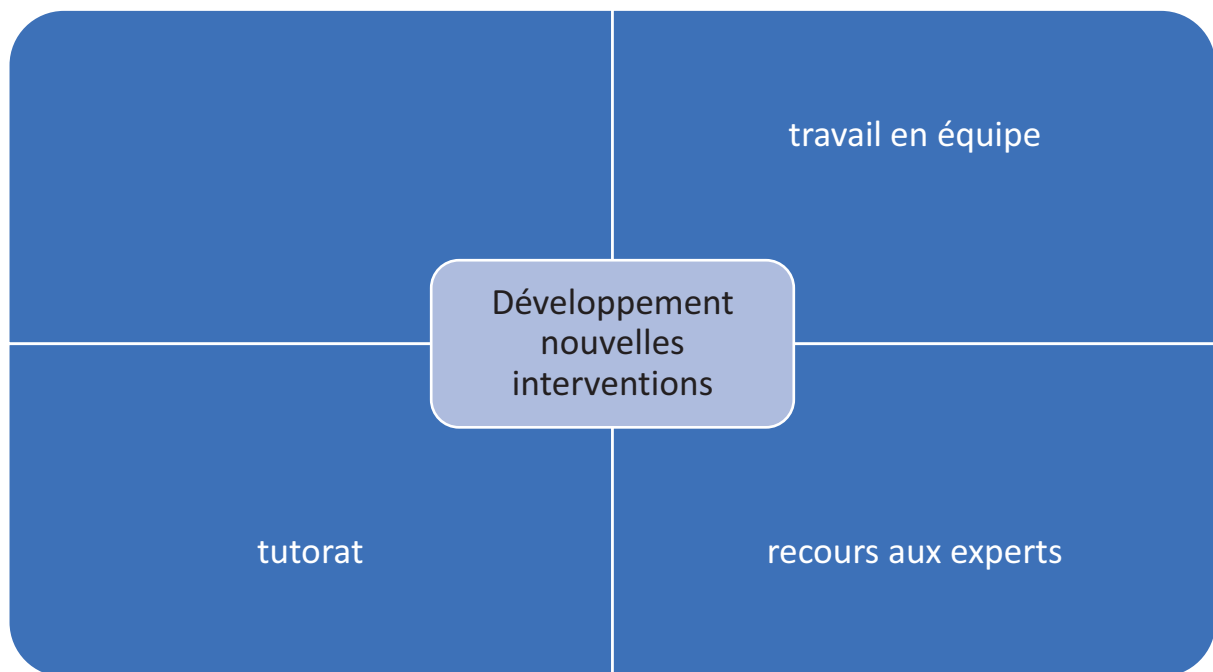 travail en équipe
Développement
nouvelles
interventions
tutorat
recours aux experts